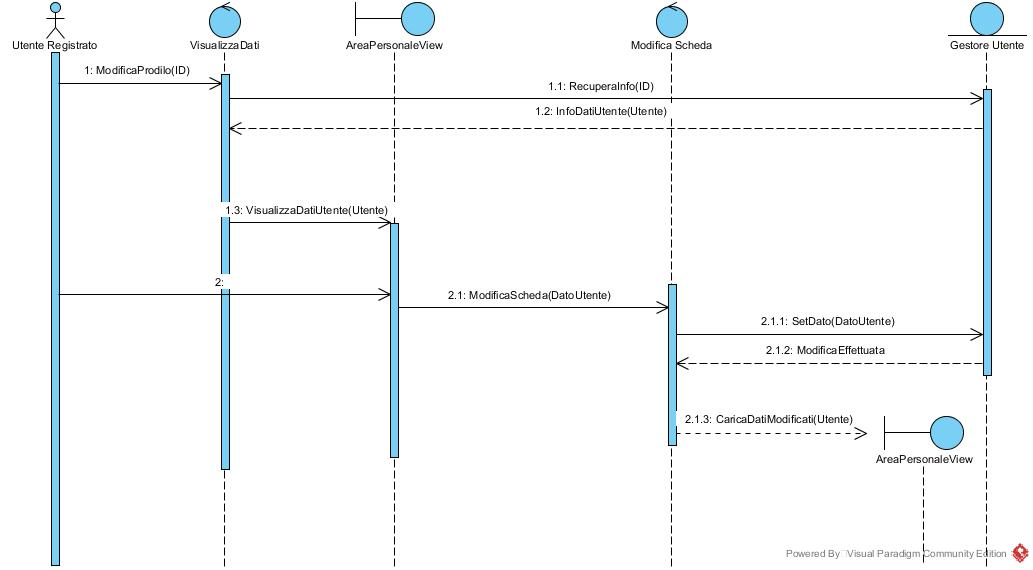 Utente Registrato
VisualizzaDati
AreaPersonaleView
Modifica Scheda
Gestore Utente
1: ModificaProdilo(ID)
1.1: RecuperaInfo(ID)
1.2: InfoDatiUtente(Utente)
1.3: VisualizzaDatiUtente(Utente)
2:
2.1: ModificaScheda(DatoUtente)
2.1.1: SetDato(DatoUtente)
2.1.2: ModificaEffettuata
2.1.3: CaricaDatiModificati(Utente)
AreaPersonaleView
Powered By Visual Paradigm Community Edition